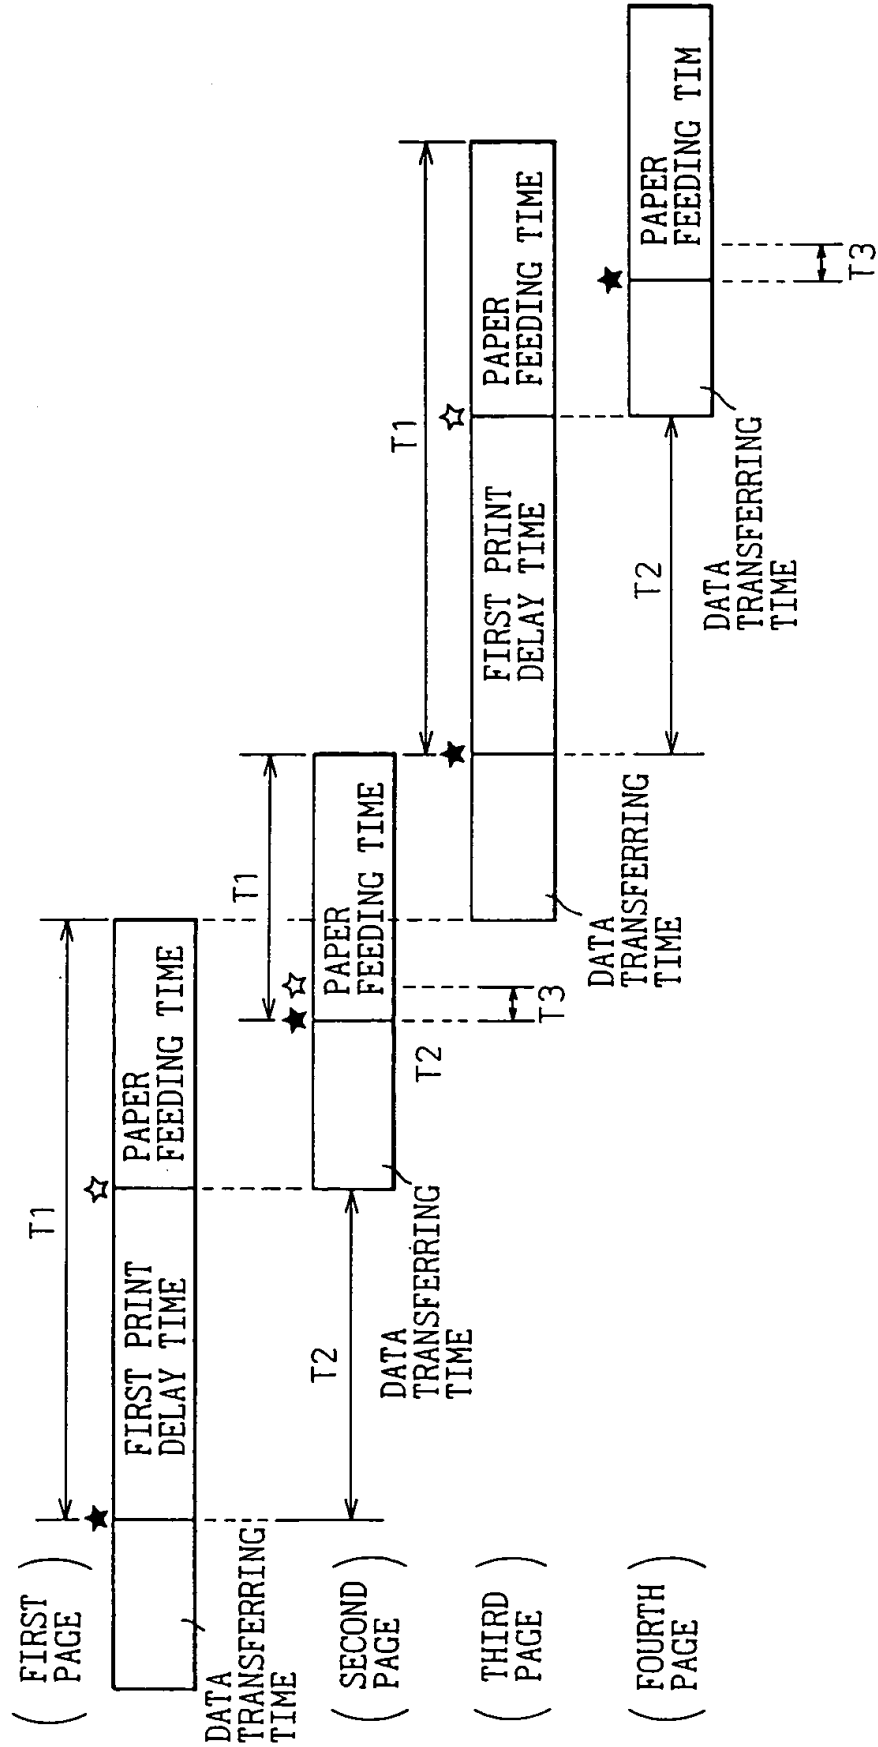 ( FIRST
PAGE )
T1
FIRST PRINT
DELAY TIME
PAPER
FEEDING TIME
DATA
TRANSFERRING
TIME
( SECOND
PAGE )
T2
T1
PAPER
FEEDING TIME
DATA
TRANSFERRING
TIME
T2
T3
( THIRD
PAGE )
T1
FIRST PRINT
DELAY TIME
PAPER
FEEDING TIME
DATA
TRANSFERRING
TIME
( FOURTH
PAGE )
T2
PAPER
FEEDING TIM
DATA
TRANSFERRING
TIME
T3